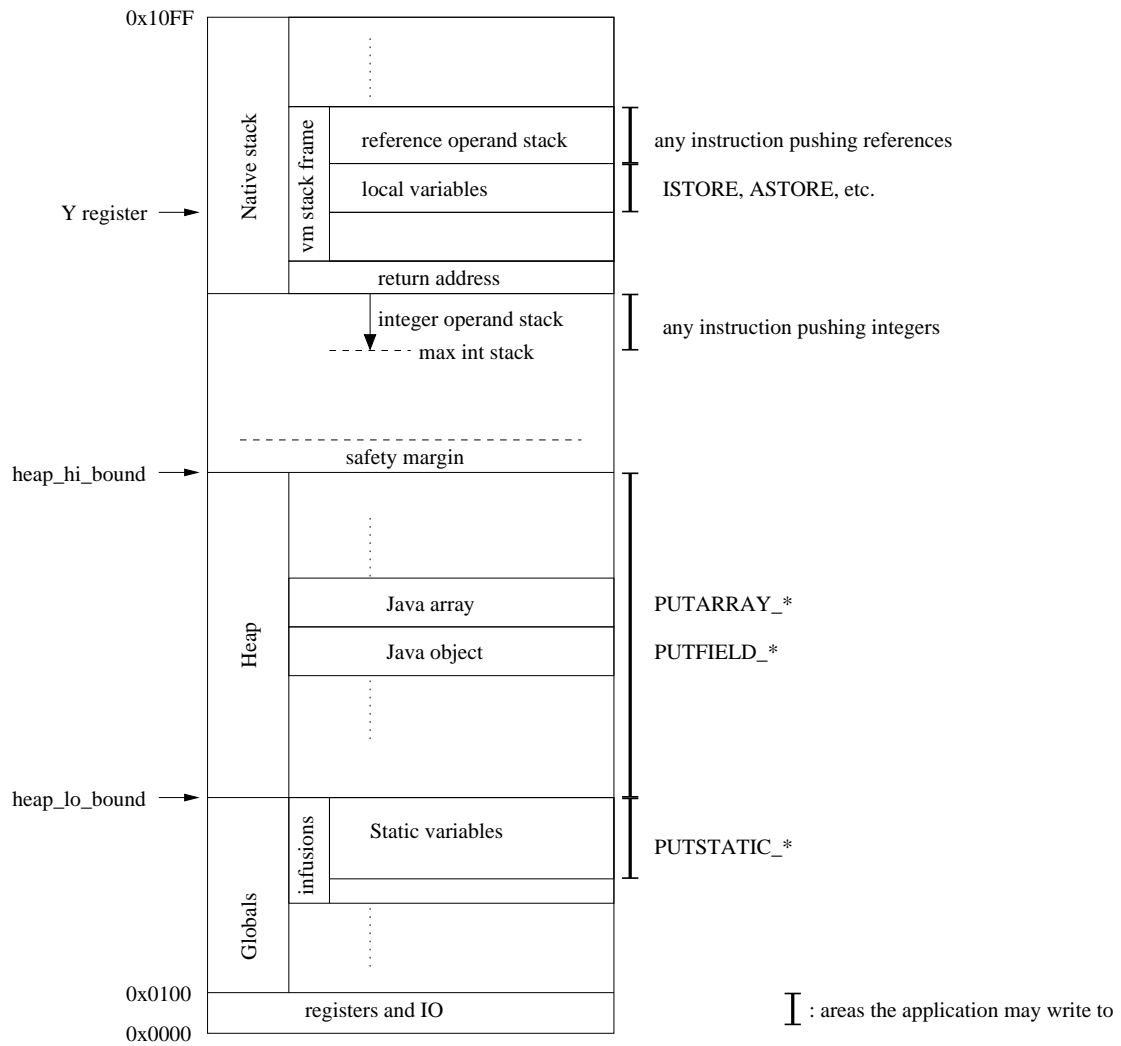 0x10FF
Native stack
vm stack frame
reference operand stack
any instruction pushing references
local variables
ISTORE, ASTORE, etc.
Y register
return address
integer operand stack
any instruction pushing integers
max int stack
safety margin
heap_hi_bound
Heap
Java array
PUTARRAY_*
Java object
PUTFIELD_*
heap_lo_bound
Globals
infusions
Static variables
PUTSTATIC_*
0x0100
registers and IO
: areas the application may write to
0x0000